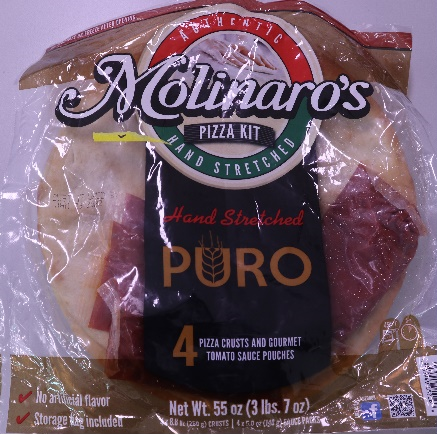 AUTHENTIC
Molinaro's
PIZZA KIT
HAND STRETCHED
Hand Stretched
PURO
4 PIZZA CRUSTS AND GOURMET
TOMATO SAUCE POUCHES
No artificial flavor
Storage bag included
Net. Wt. 55 oz (3 lbs. 7 oz)